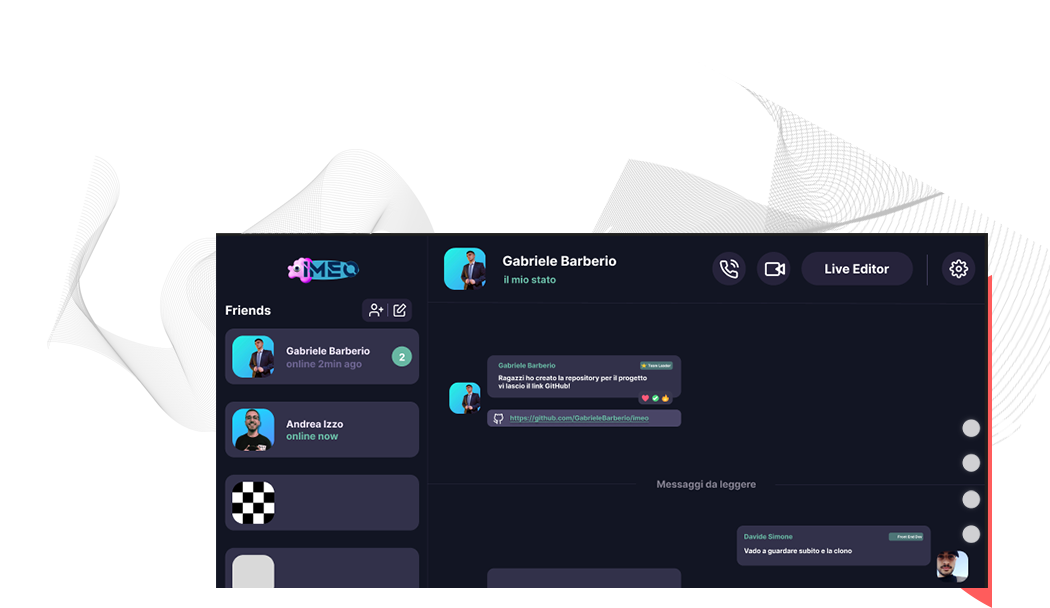 iMEO
Friends
Gabriele Barberio
online 2min ago
2
Andrea Izzo
online now
Gabriele Barberio
il mio stato
Live Editor
Gabriele Barberio
Team Leader
Ragazzi ho creato la repository per il progetto
vi lascio il link GitHub!
https://github.com/GabrieleBarberio/imeo
Messaggi da leggere
Davide Simone
Front End Dev
Vado a guardare subito e la clono